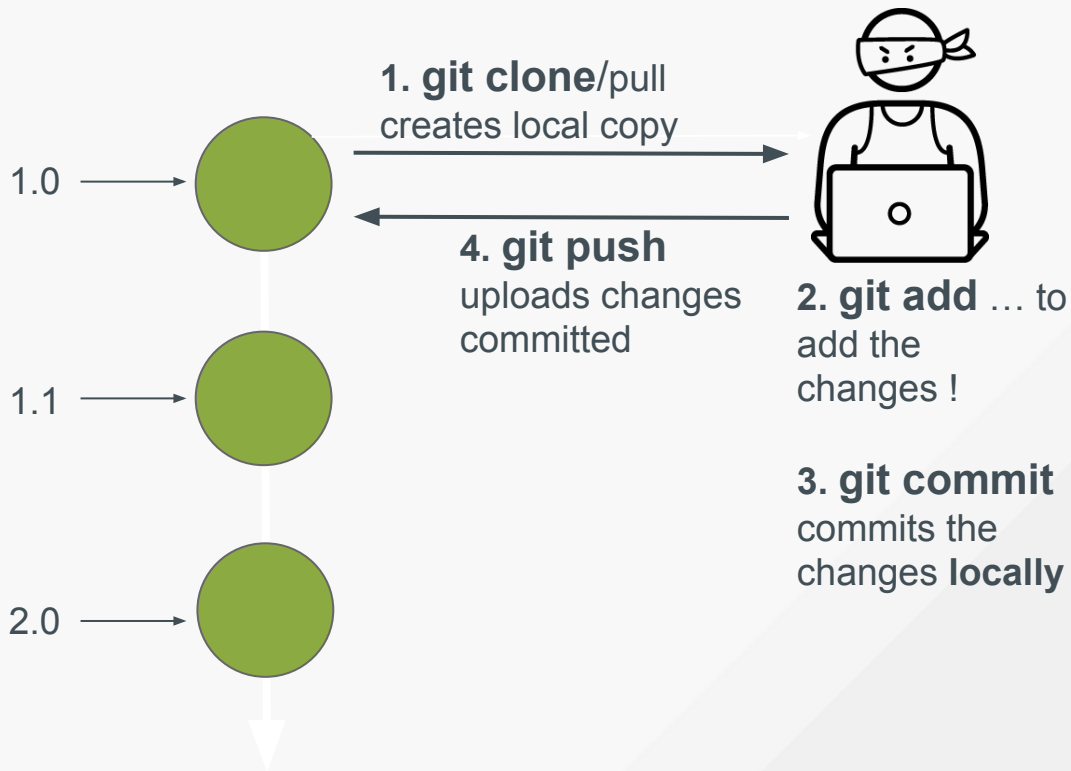 1. git clone/pull
creates local copy
1.0
4. git push
uploads changes
committed
2. git add … to
add the
changes !
1.1
3. git commit
commits the
changes locally
2.0